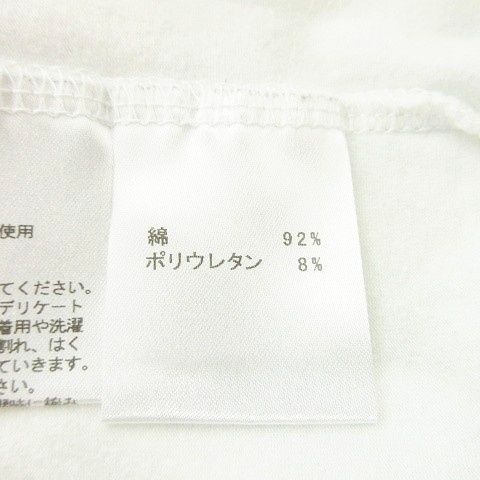 綿 92%
ポリウレタン 8%
使用
てください。
デリケート
着用や洗濯
割れ、はく
ていきます。
さい。